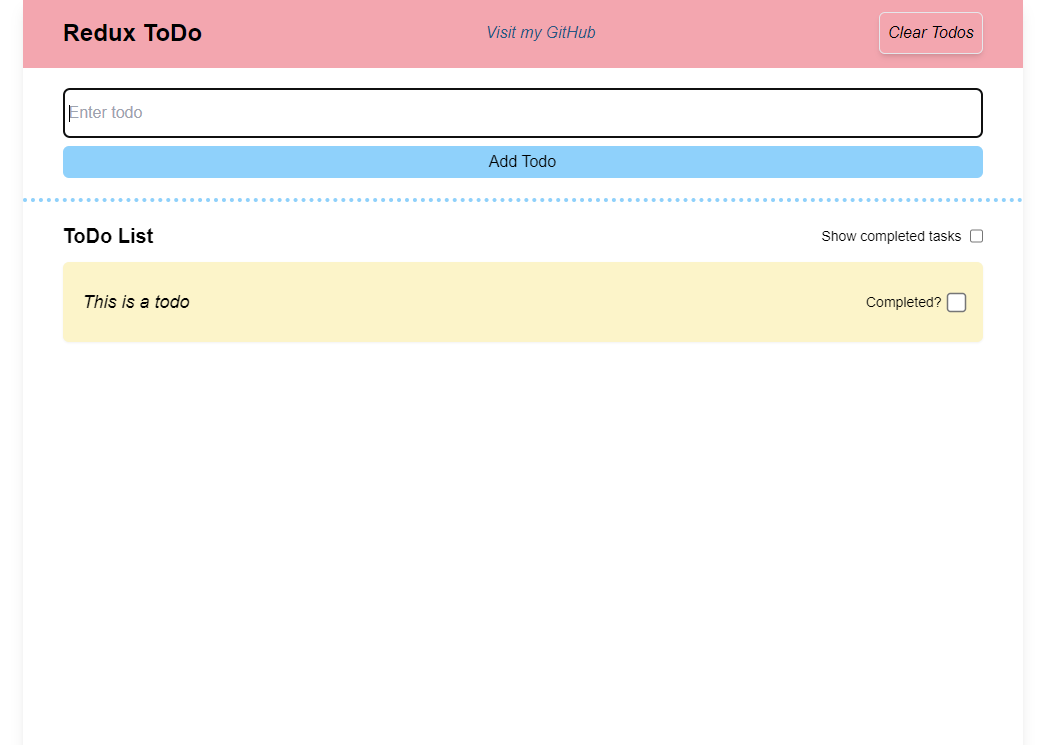 Redux ToDo
Visit my GitHub
Clear Todos
Enter todo
Add Todo
ToDo List
Show completed tasks
This is a todo
Completed?